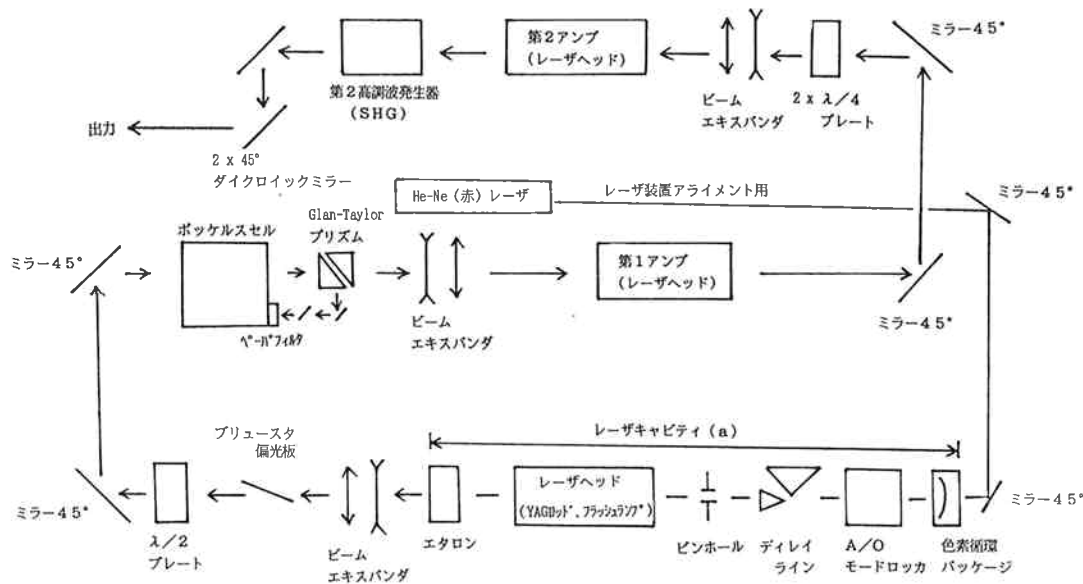 ミラー45°
第2アンプ
(レーザヘッド)
第2高調波発生器
(SHG)
ビーム
エキスパンダ
2x λ/4
プレート
出力
2 x 45°
ダイクロイックミラー
He-Ne (赤) レーザ
レーザ装置アライメント用
ミラー45°
Glan-Taylor
プリズム
ポッケルスセル
ミラー45°
第1アンプ
(レーザヘッド)
ミラー45°
ビーム
エキスパンダ
ペーパフィルタ
レーザキャビティ(a)
ブリュースタ
偏光板
レーザヘッド
(YAGロッド、フラッシュランプ)
ミラー45°
ミラー45°
λ/2
プレート
ビーム
エキスパンダ
エタロン
ピンホール
ディレイ
ライン
A/O
モードロッカ
色素循環
パッケージ